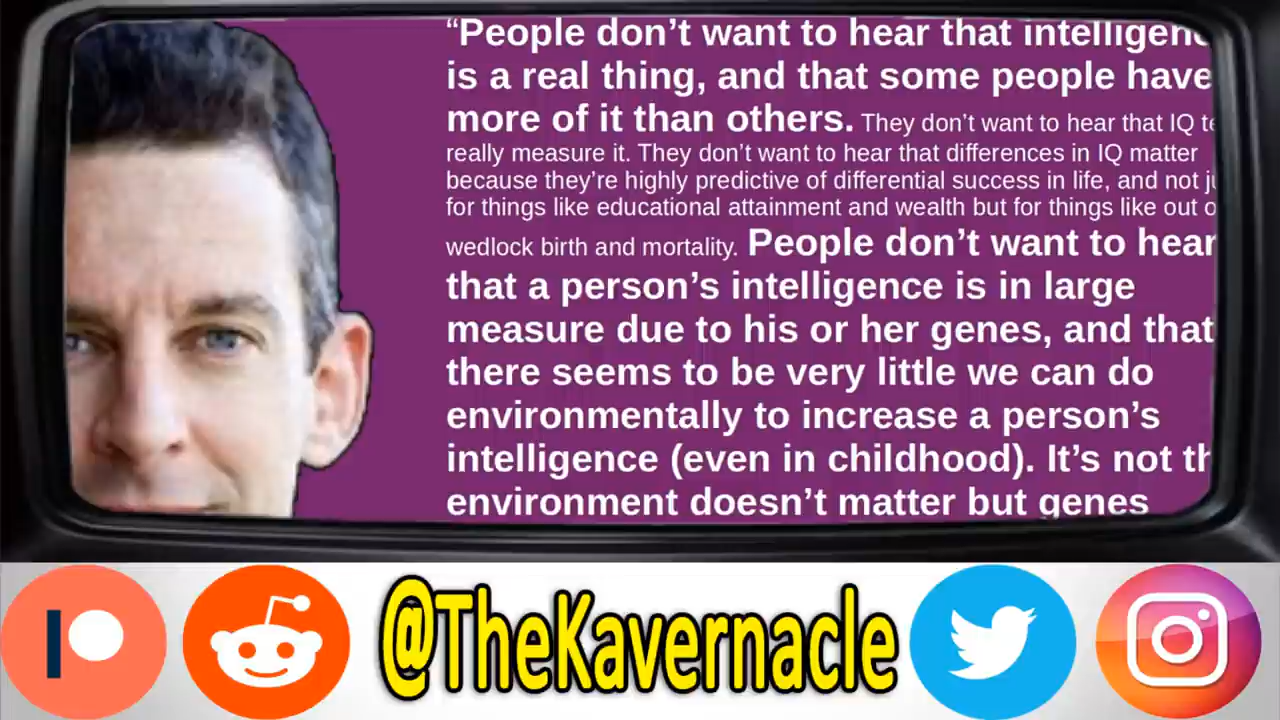 “People don’t want to hear that
is a real thing, and that some people have
more of it than others. They don’t want to hear that IQ
really measure it. They don’t want to hear that differences in IQ matter
because they’re highly predictive of differential success in life, and not
for things like educational attainment and wealth but for things like out
wedlock birth and mortality. People don’t want to hear
that a person’s intelligence is in large
measure due to his or her genes, and that
there seems to be very little we can do
environmentally to increase a person’s
intelligence (even in childhood). It’s not
environment doesn’t matter but genes
@TheKavernacle